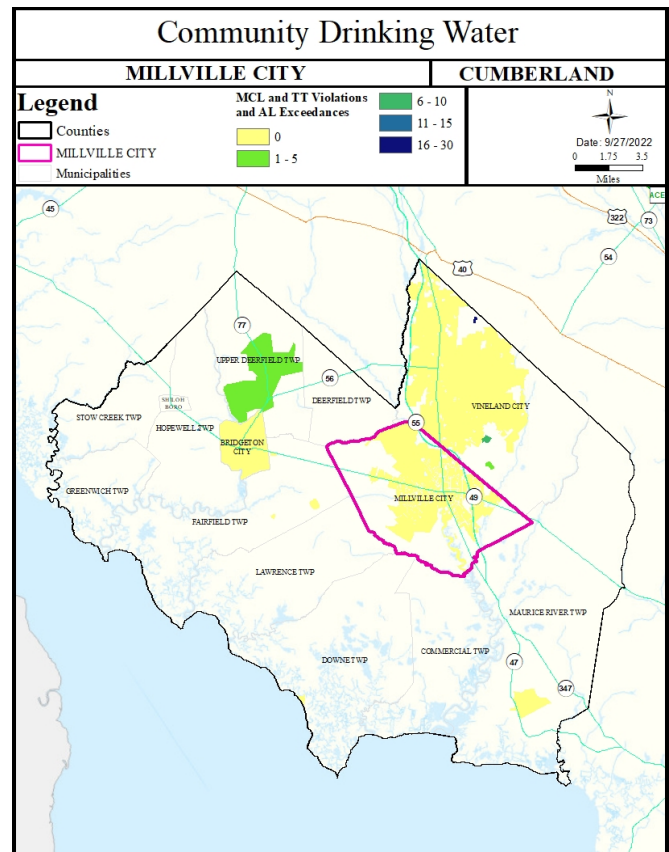 Community Drinking Water
MILLVILLE CITY
CUMBERLAND
Legend
Counties
MILLVILLE CITY
Municipalities
MCL and TT Violations
and AL Exceedances
0
1 - 5
6 - 10
11 - 15
16 - 30
N
Date: 9/27/2022
0 1.75 3.5
Miles
ACE
45
322
73
54
40
77
UPPER DEERFIELD TWP
56
SHILOH
BORO
DEERFIELD TWP
VINELAND CITY
STOW CREEK TWP
HOPEWELL TWP
55
BRIDGETON
CITY
GREENWICH TWP
MILLVILLE CITY
49
FAIRFIELD TWP
LAWRENCE TWP
MAURICE RIVER TWP
COMMERCIAL TWP
DOWNE TWP
47
347